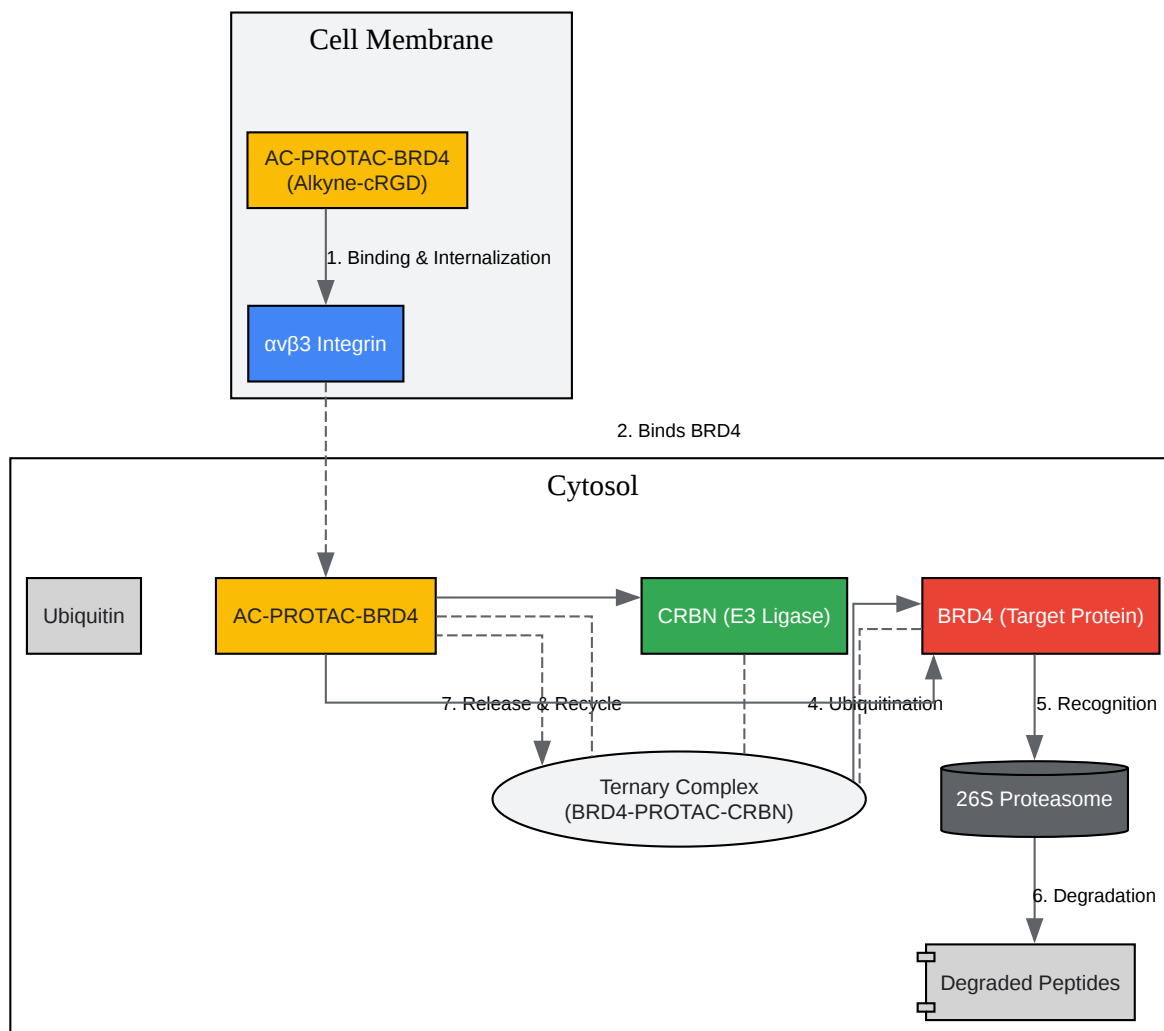 Cell Membrane
AC-PROTAC-BRD4
(Alkyne-cRGD)
1. Binding & Internalization
αvβ3 Integrin
2. Binds BRD4
Cytosol
Ubiquitin
AC-PROTAC-BRD4
CRBN (E3 Ligase)
BRD4 (Target Protein)
7. Release & Recycle
4. Ubiquitination
5. Recognition
Ternary Complex
(BRD4-PROTAC-CRBN)
26S Proteasome
6. Degradation
Degraded Peptides